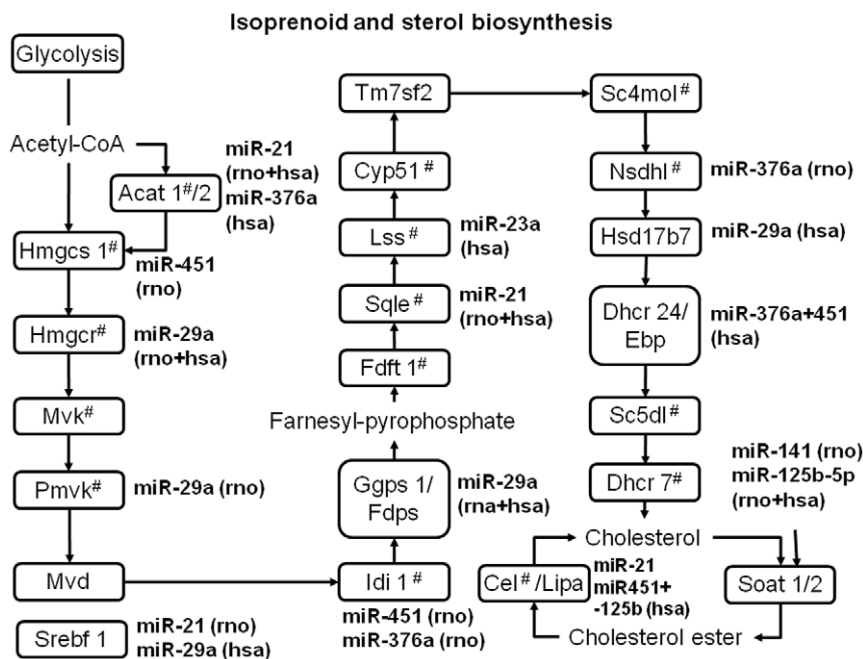 Isoprenoid and sterol biosynthesis
Glycolysis
Acetyl-CoA
miR-21
(rno+hsa)
miR-376a
(hsa)
Acat 1#/2
Hmgcs 1#
miR-451
(rno)
Hmgcr#
miR-29a
(rno+hsa)
Mvk#
Pmvk#
miR-29a (rno)
Mvd
Srebf 1
miR-21 (rno)
miR-29a (hsa)
Tm7sf2
Cyp51#
Lss#
miR-23a
(hsa)
Sqle#
miR-21
(rno+hsa)
Fdft 1#
Farnesyl-pyrophosphate
Ggps 1/
Fdps
miR-29a
(rna+hsa)
Idi 1#
miR-451 (rno)
miR-376a (rno)
Sc4mol#
Nsdhl#
miR-376a (rno)
Hsd17b7
miR-29a (hsa)
Dhcr 24/
Ebp
miR-376a+451
(hsa)
Sc5dl#
Dhcr 7#
miR-141 (rno)
miR-125b-5p
(rno+hsa)
Cholesterol
Cel#/Lipa
miR-21
miR451+
-125b (hsa)
Soat 1/2
Cholesterol ester